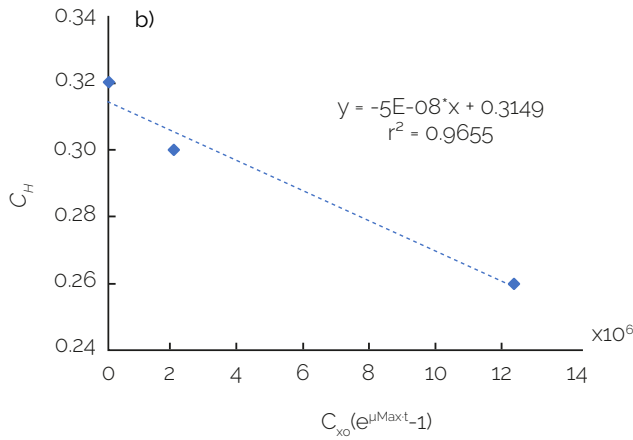 b)
0.34
0.32
0.30
0.28
0.26
0.24
C_H
y = -5E-08*x + 0.3149
r² = 0.9655
x10⁶
0 2 4 6 8 10 12 14
Cₓₒ(e^µMax·t-1)